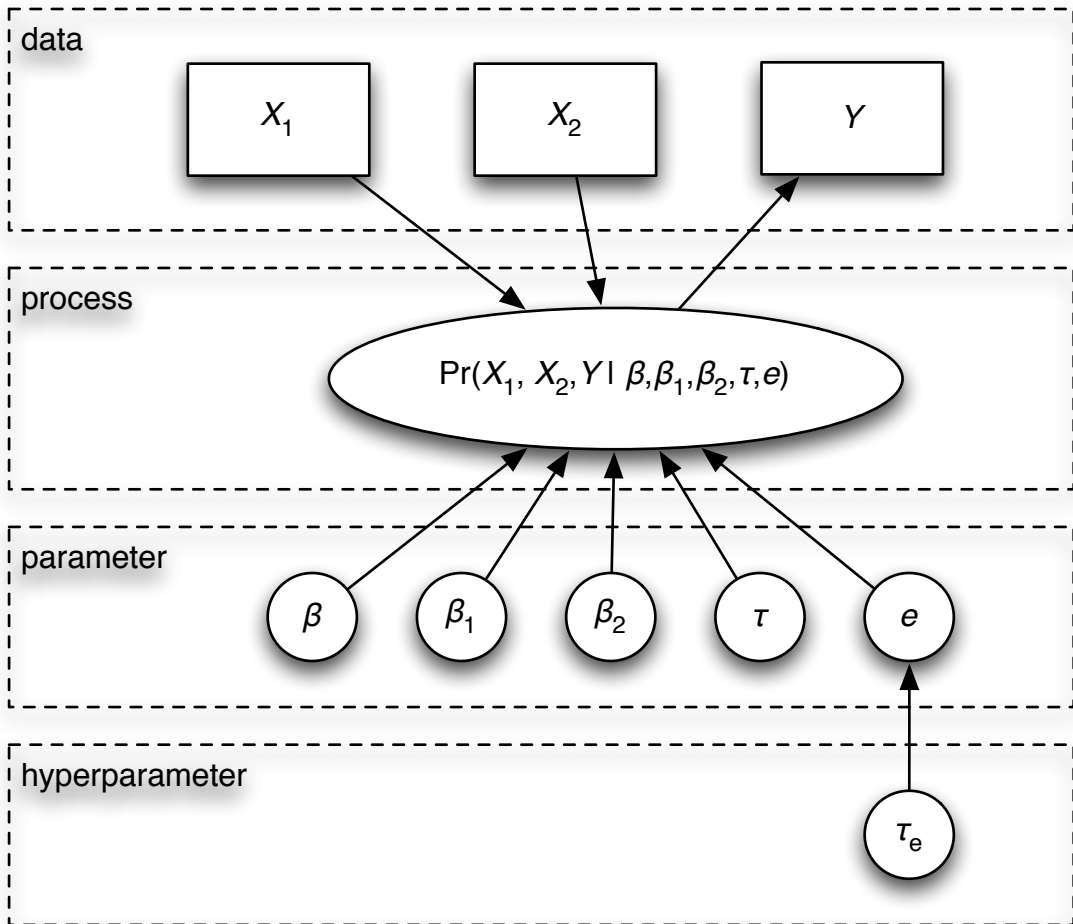 data
X₁ X₂ Y
process
Pr(X₁, X₂,Y | β,β₁,β₂,τ,e)
parameter
β β₁ β₂ τ e
hyperparameter
τₑ